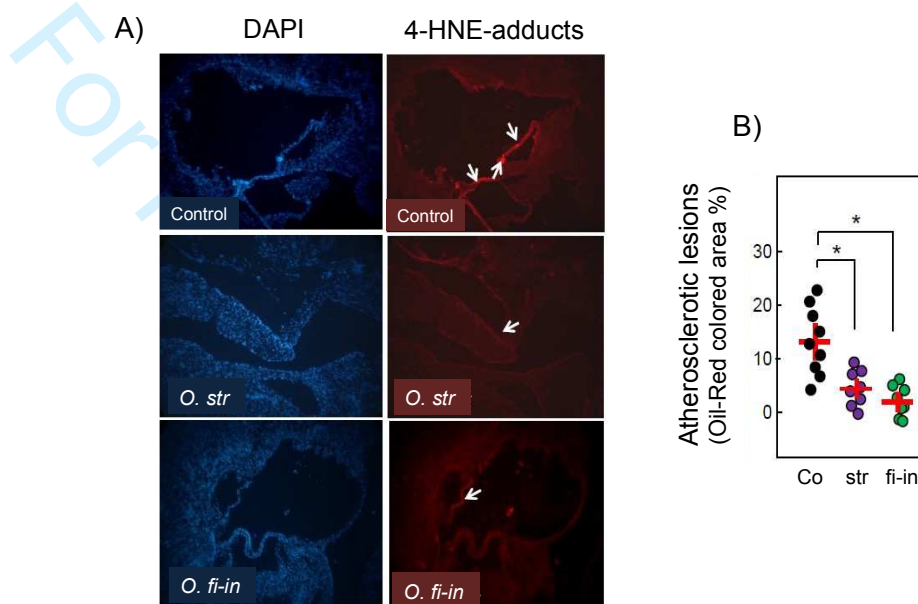 For
A)
DAPI
4-HNE-adducts
Control
Control
O. str
O. str
O. fi-in
O. fi-in
B)
Atherosclerotic lesions
(Oil-Red colored area %)
30
20
10
0
*
*
Co
str
fi-in